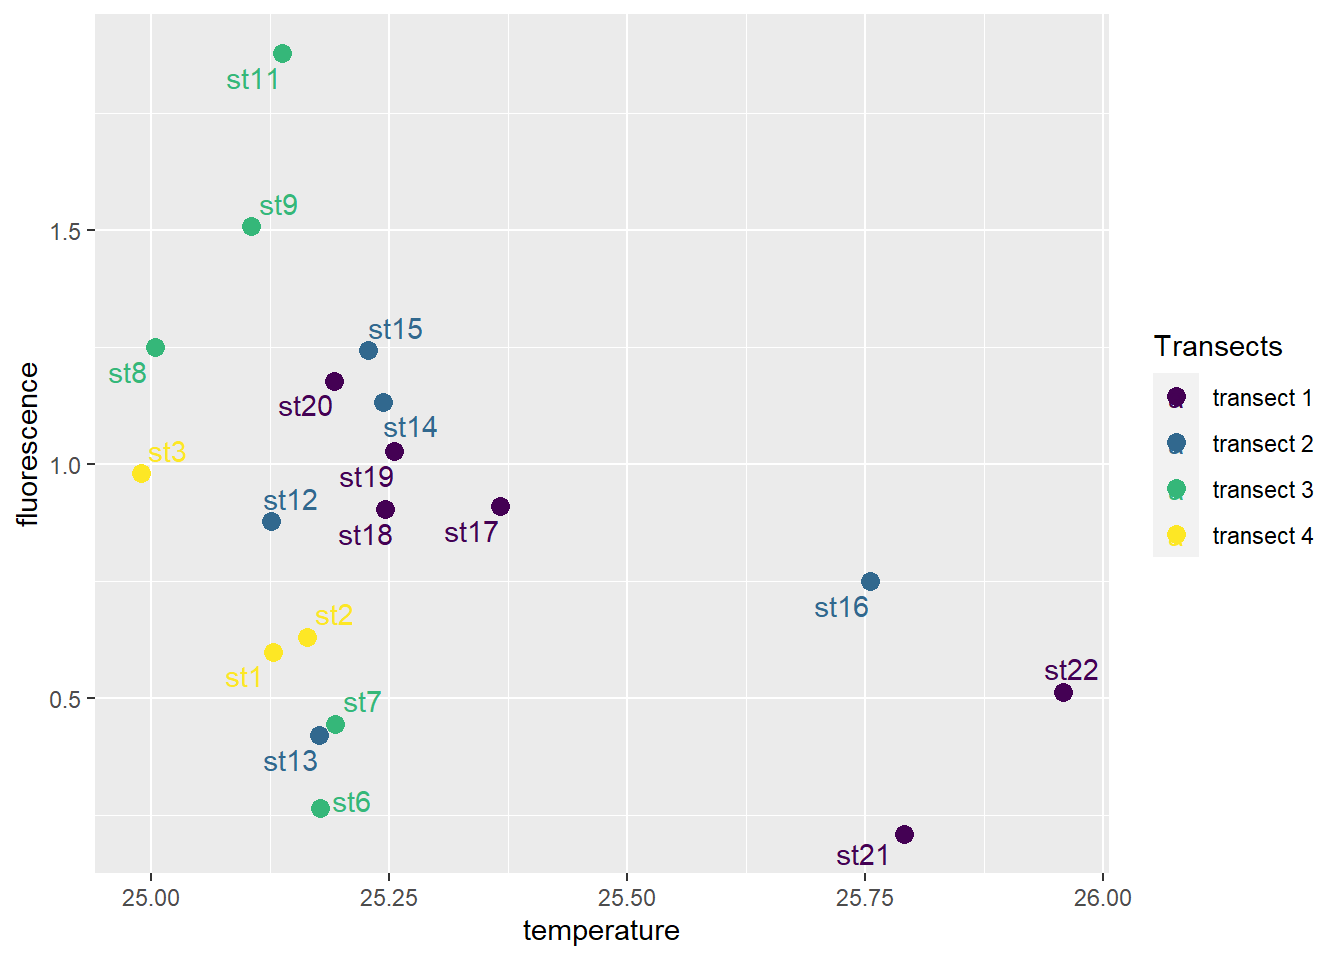 st11
st9
1.5
st15
st8
st20
st14
st3
1.0
st19
st12
st18
st17
st16
st2
st1
st22
0.5
st7
st13
st6
st21
25.00
25.25
25.50
25.75
26.00
temperature
fluorescence
Transects
transect 1
transect 2
transect 3
transect 4